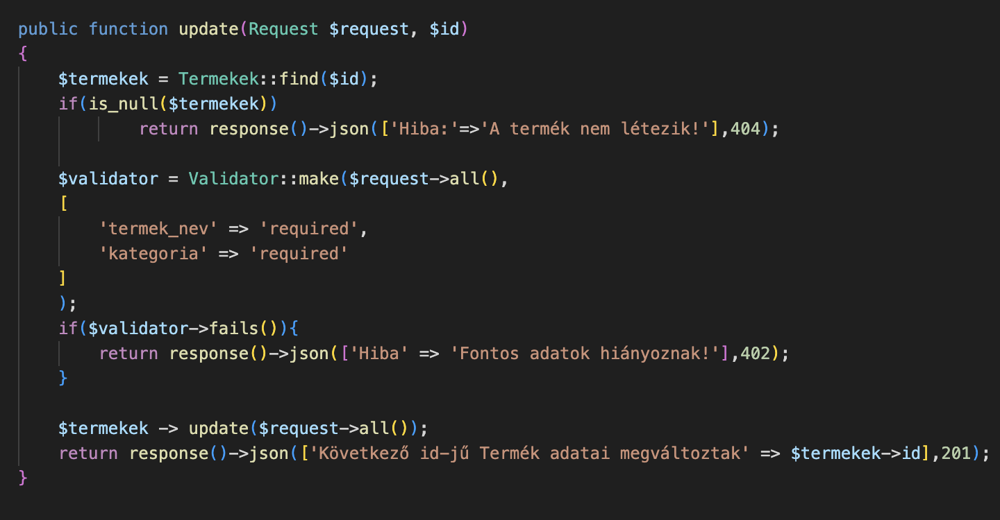 public function update(Request $request, $id)
{
    $termekek = Termekek::find($id);
    if(is_null($termekek))
            return response()->json(['Hiba:'=>'A termék nem létezik!'],404);

    $validator = Validator::make($request->all(),
    [
        'termek_nev' => 'required',
        'kategoria' => 'required'
    ]
    );
    if($validator->fails()){
        return response()->json(['Hiba' => 'Fontos adatok hiányoznak!'],402);
    }

    $termekek -> update($request->all());
    return response()->json(['Következő id-jű Termék adatai megváltoztak' => $termekek->id],201);
}